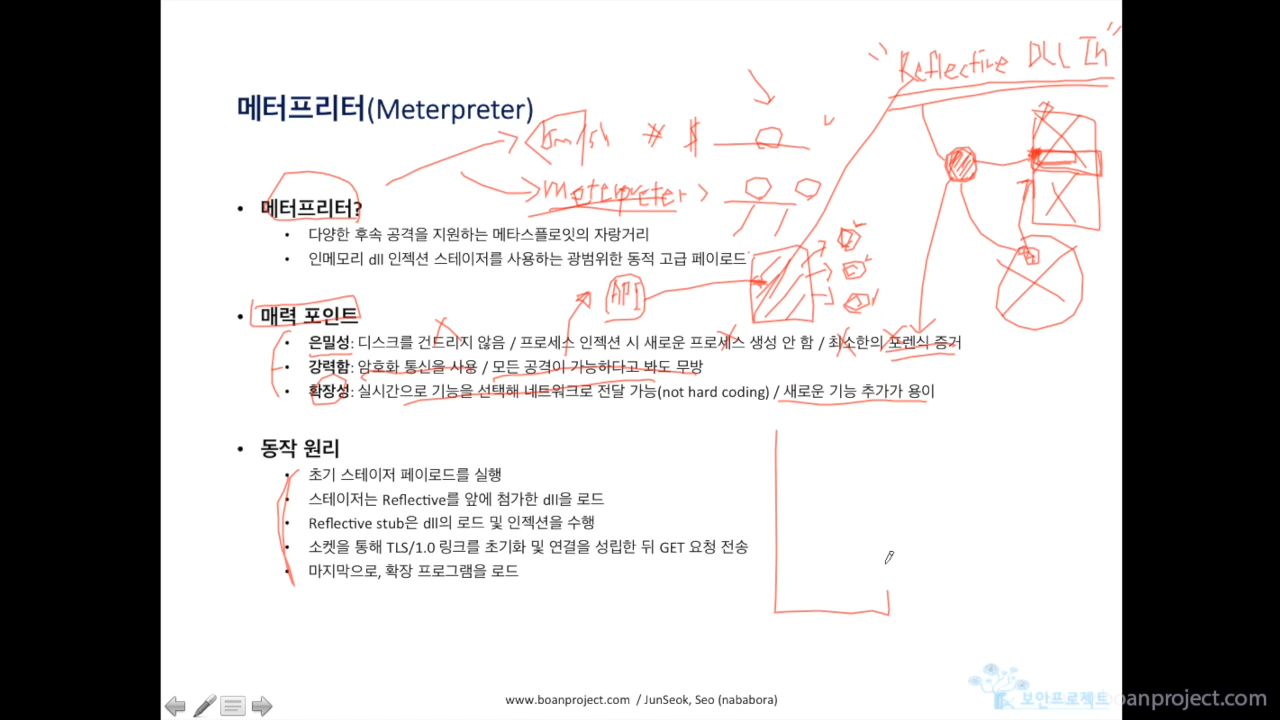 "Reflective Dll In"
메터프리터(Meterpreter)
# $
meterpreter>
• 메터프리터?
• 다양한 후속 공격을 지원하는 메타스플로잇의 자랑거리
• 인메모리 dll 인젝션 스테이저를 사용하는 광범위한 동적 고급 페이로드
API
• 매력 포인트
• 은밀성: 디스크를 건드리지 않음 / 프로세스 인젝션 시 새로운 프로세스 생성 안 함 / 최소한의 포렌식 증거
• 강력함: 암호화 통신을 사용 / 모든 공격이 가능하다고 봐도 무방
• 확장성: 실시간으로 기능을 선택해 네트워크로 전달 가능(not hard coding) / 새로운 기능 추가가 용이
• 동작 원리
• 초기 스테이저 페이로드를 실행
• 스테이저는 Reflective를 앞에 첨가한 dll을 로드
• Reflective stub은 dll의 로드 및 인젝션을 수행
• 소켓을 통해 TLS/1.0 링크를 초기화 및 연결을 성립한 뒤 GET 요청 전송
• 마지막으로, 확장 프로그램을 로드
www.boanproject.com / JunSeok, Seo (nababora)
보안프로젝트
boanproject.com